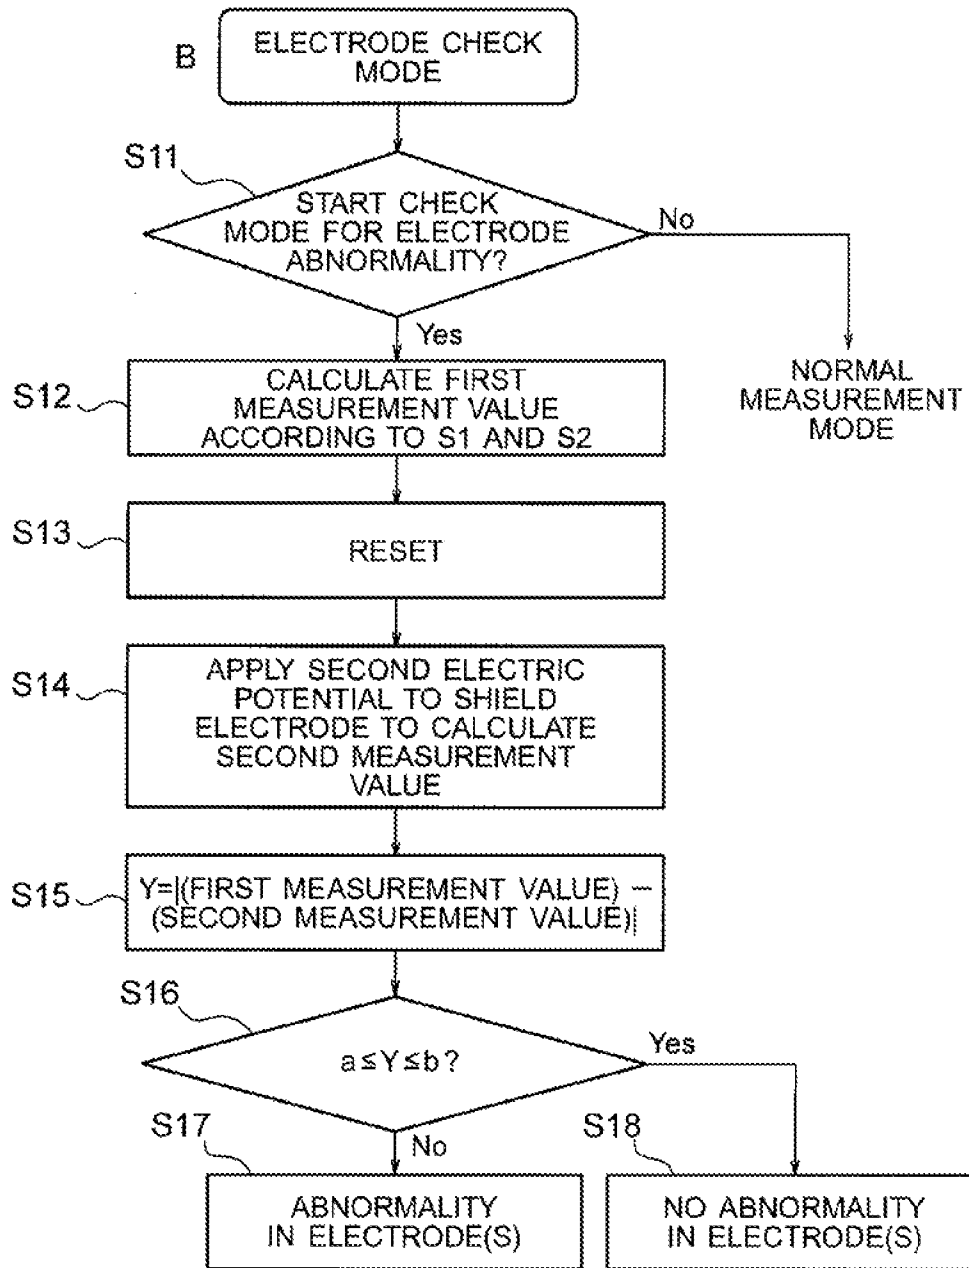 B
ELECTRODE CHECK
MODE
S11
START CHECK
MODE FOR ELECTRODE
ABNORMALITY?
No
Yes
NORMAL
MEASUREMENT
MODE
S12
CALCULATE FIRST
MEASUREMENT VALUE
ACCORDING TO S1 AND S2
S13
RESET
S14
APPLY SECOND ELECTRIC
POTENTIAL TO SHIELD
ELECTRODE TO CALCULATE
SECOND MEASUREMENT
VALUE
S15
Y=|(FIRST MEASUREMENT VALUE) —
(SECOND MEASUREMENT VALUE)|
S16
a≤Y≤b?
Yes
No
S17
ABNORMALITY
IN ELECTRODE(S)
S18
NO ABNORMALITY
IN ELECTRODE(S)